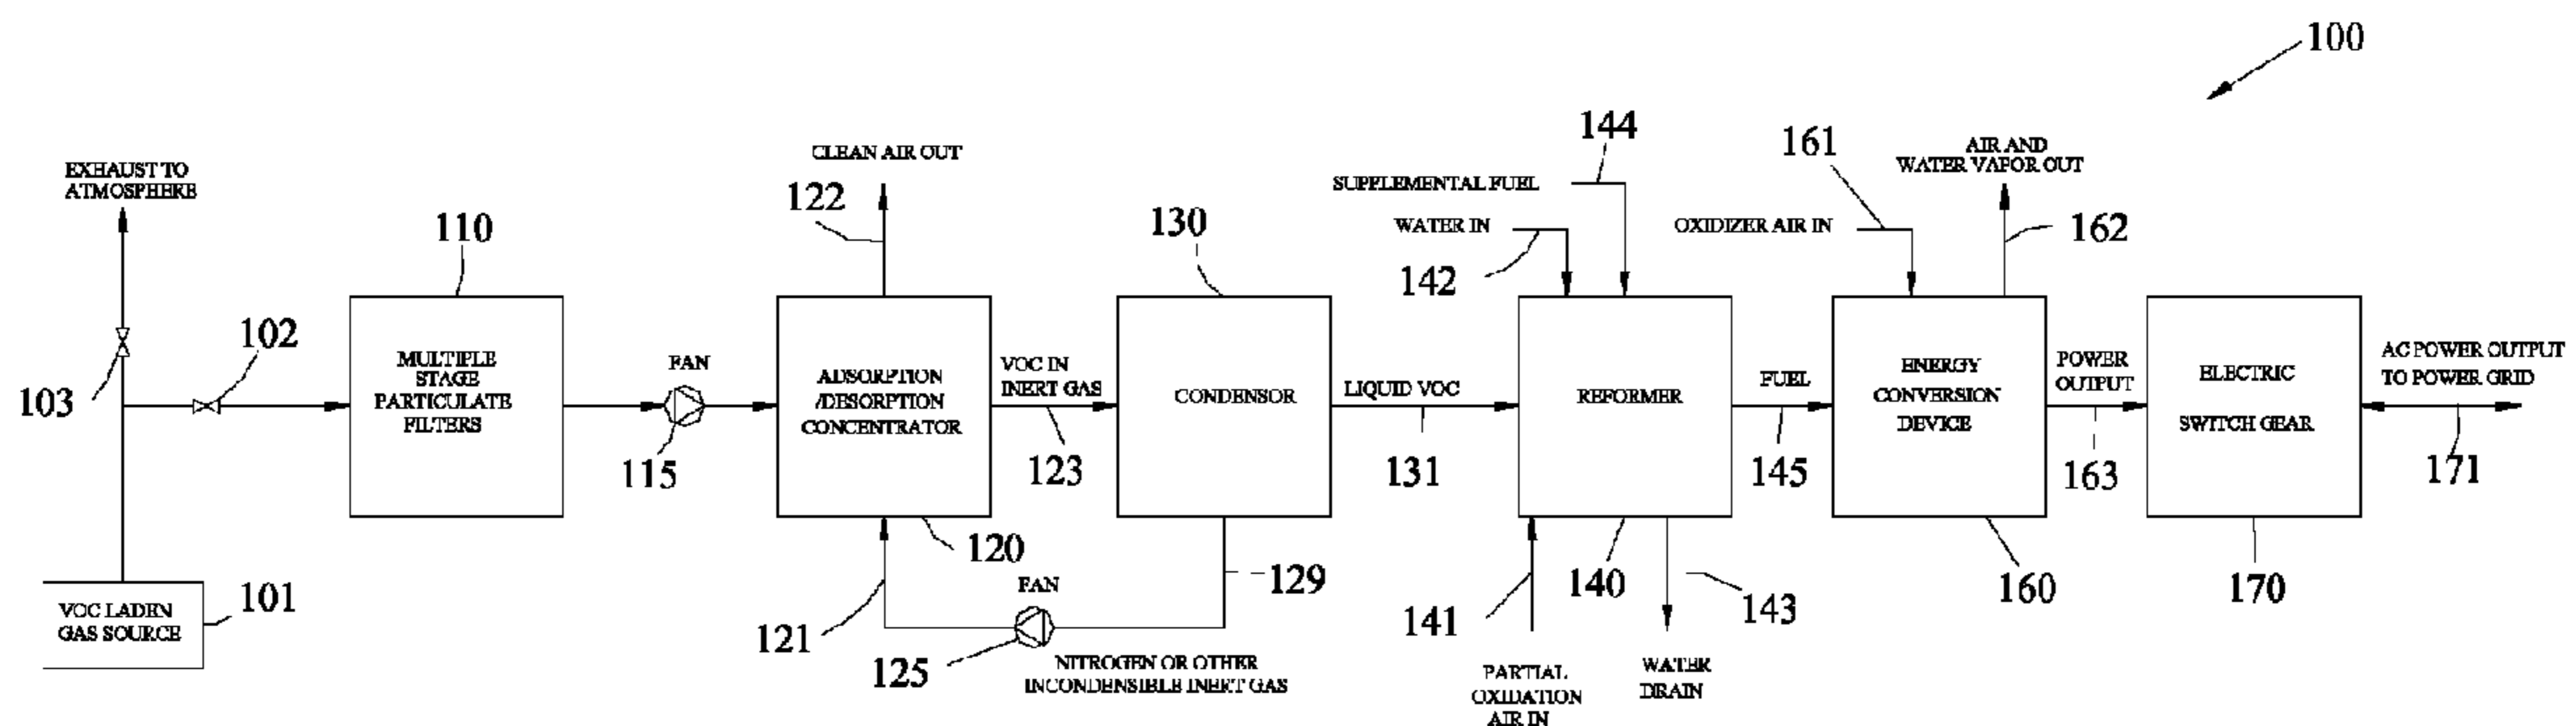 100
EXHAUST TO
ATMOSPHERE
103
102
VOC LADEN
GAS SOURCE
101
110
MULTIPLE
STAGE
PARTICULATE
FILTERS
FAN
115
CLEAN AIR OUT
122
ADSORPTION
/DESORPTION
CONCENTRATOR
120
121
VOC IN
INERT GAS
123
130
CONDENSOR
129
FAN
125
NITROGEN OR OTHER
INCONDENSIBLE INERT GAS
LIQUID VOC
131
144
SUPPLEMENTAL FUEL
WATER IN
142
REFORMER
140
141
PARTIAL
OXIDATION
AIR IN
143
WATER
DRAIN
FUEL
145
161
OXIDIZER AIR IN
AIR AND
WATER VAPOR OUT
162
ENERGY
CONVERSION
DEVICE
160
POWER
OUTPUT
163
ELECTRIC
SWITCH GEAR
170
AC POWER OUTPUT
TO POWER GRID
171